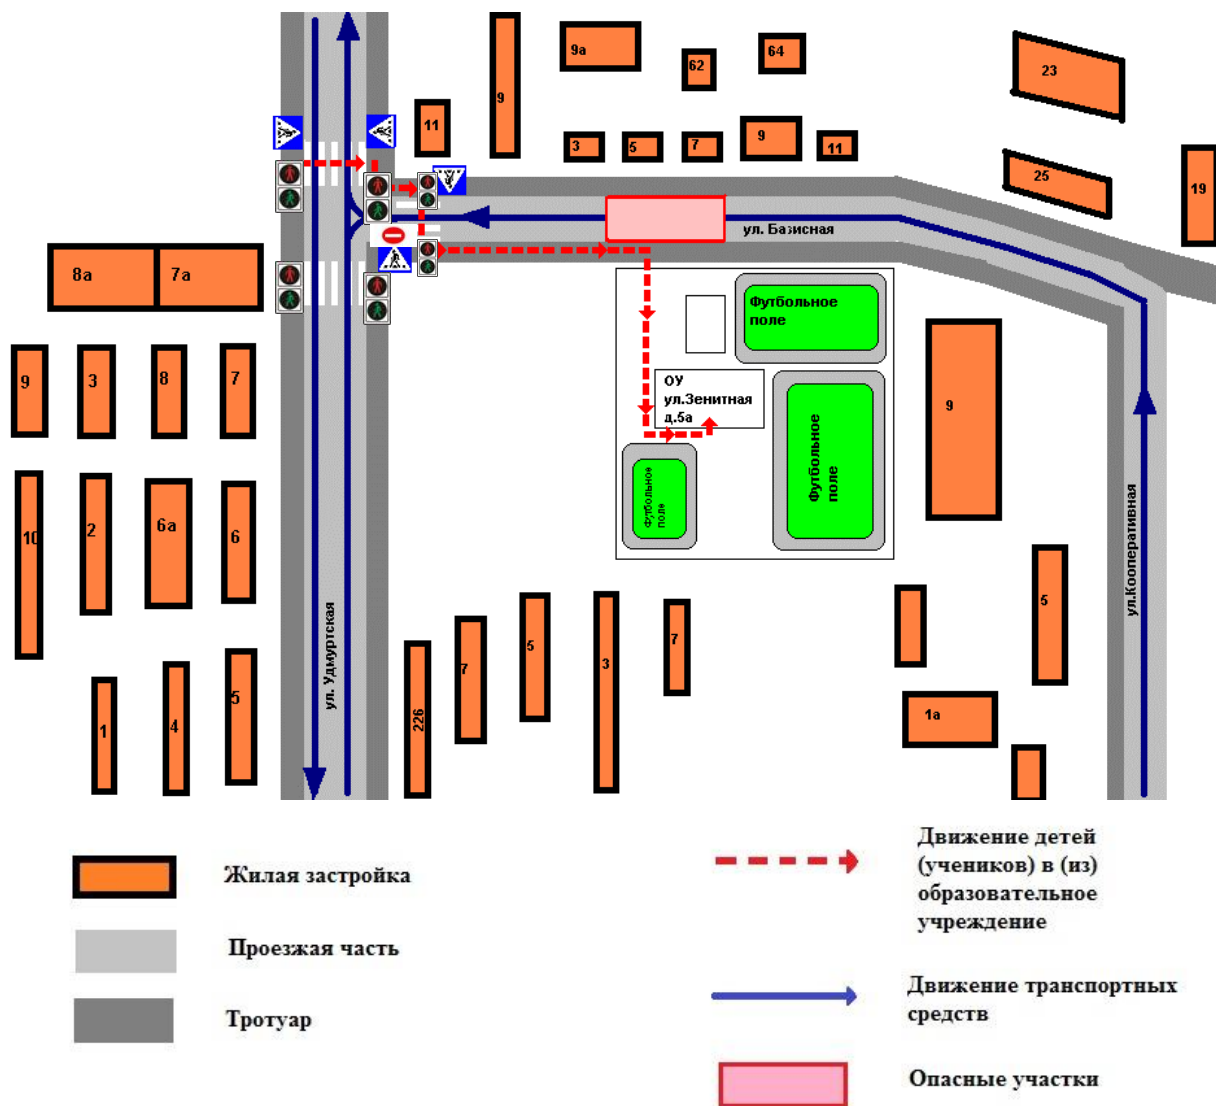 9а
64
62
9
11
3
5
7
9
11
23
25
19
ул. Базисная
8а
7а
Футбольное
поле
ОУ
ул.Зенитная
д.5а
Футбольное
поле
Футбольное
поле
9
9
3
8
7
10
2
6а
6
1
4
5
ул. Удмуртская
226
7
5
3
7
5
1а
ул.Кооперативная
Жилая застройка
Проезжая часть
Тротуар
Движение детей
(учеников) в (из)
образовательное
учреждение
Движение транспортных
средств
Опасные участки